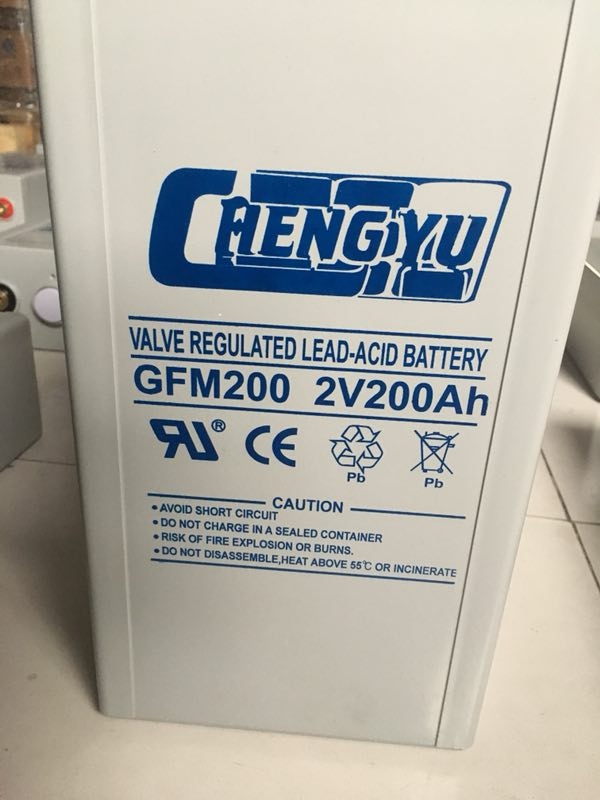 CHENGYU
VALVE REGULATED LEAD-ACID BATTERY
GFM200 2V200Ah
RU® CE Pb Pb
CAUTION
• AVOID SHORT CIRCUIT
• DO NOT CHARGE IN A SEALED CONTAINER
• RISK OF FIRE EXPLOSION OR BURNS.
• DO NOT DISASSEMBLE,HEAT ABOVE 55℃ OR INCINERATE